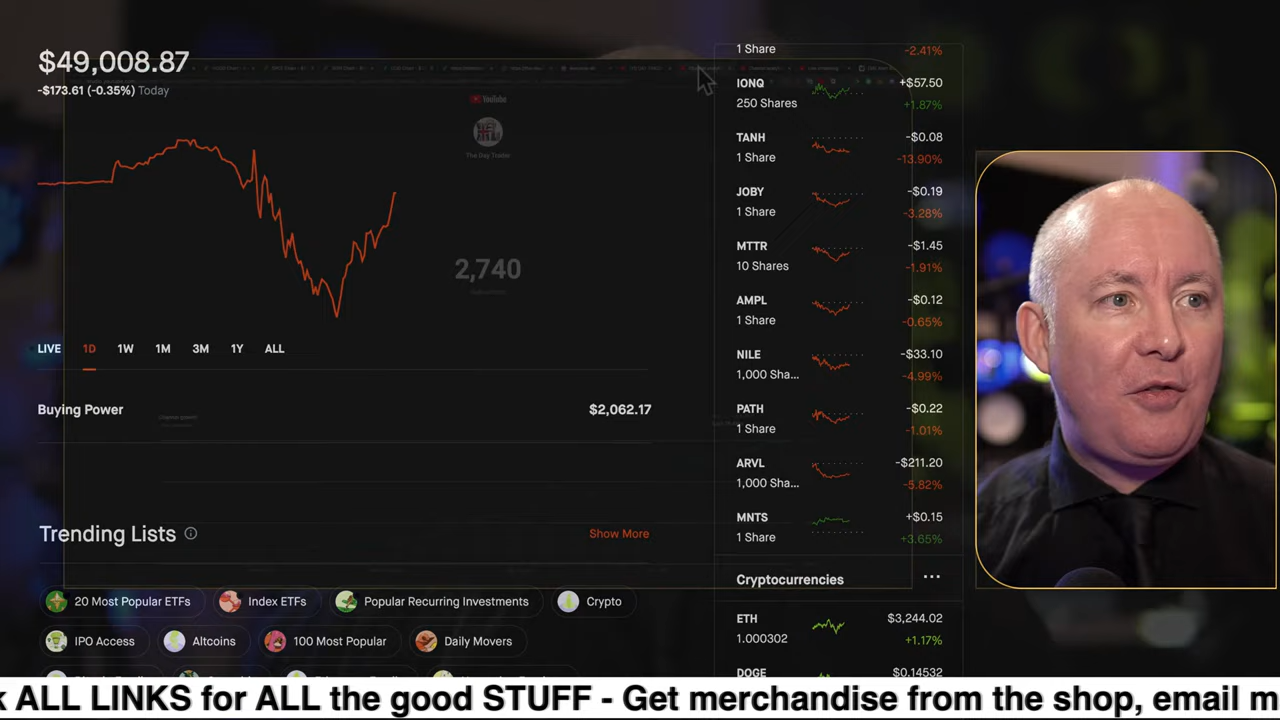 $49,008.87
-$173.61 (-0.35%) Today
YouTube
The Day Trader
2,740
LIVE 1D 1W 1M 3M 1Y ALL
Buying Power $2,062.17
Trending Lists Show More
20 Most Popular ETFs Index ETFs Popular Recurring Investments Crypto
IPO Access Altcoins 100 Most Popular Daily Movers
1 Share -2.41%
IONQ +$57.50
250 Shares +1.87%
TANH -$0.08
1 Share -13.90%
JOBY -$0.19
1 Share -3.28%
MTTR -$1.45
10 Shares -1.91%
AMPL -$0.12
1 Share -0.65%
NILE -$33.10
1,000 Sha... -4.99%
PATH -$0.22
1 Share -1.01%
ARVL -$211.20
1,000 Sha... -5.82%
MNTS +$0.15
1 Share +3.65%
Cryptocurrencies
ETH $3,244.02
1.000302 +1.17%
DOGE $0.14532
ALL LINKS for ALL the good STUFF - Get merchandise from the shop, email m